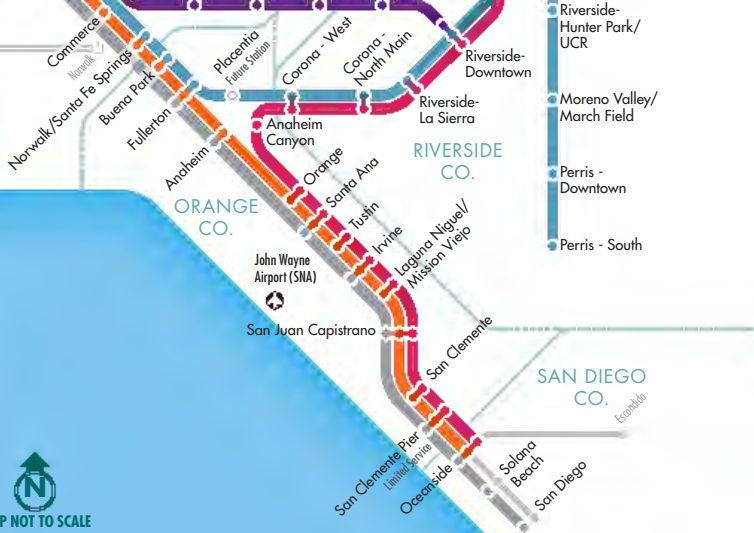 Commerce
Norwalk
Norwalk/Santa Fe Springs
Buena Park
Fullerton
Anaheim
Placentia
Future Station
Corona - West
Corona -
North Main
Riverside-
Downtown
Riverside-
La Sierra
Riverside-
Hunter Park/
UCR
Moreno Valley/
March Field
Perris -
Downtown
Perris - South
Anaheim
Canyon
RIVERSIDE
CO.
Orange
Santa Ana
Tustin
Irvine
Laguna Niguel/
Mission Viejo
ORANGE
CO.
John Wayne
Airport (SNA)
San Juan Capistrano
San Clemente
SAN DIEGO
CO.
Escondido
San Clemente Pier
Limited Service
Oceanside
Solana
Beach
San Diego
N
P NOT TO SCALE